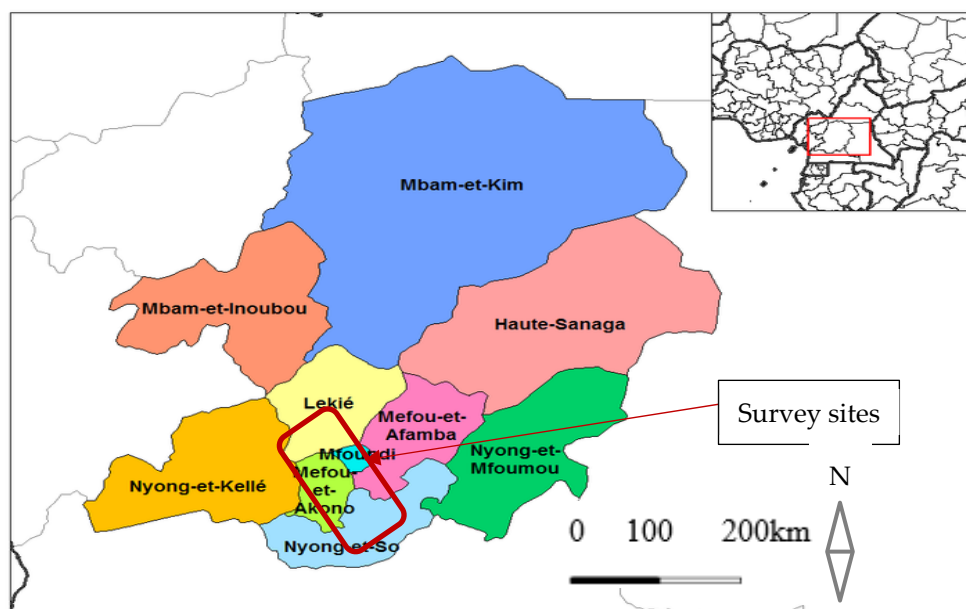 Mbam-et-Kim
Mbam-et-Inoubou
Haute-Sanaga
Lekié
Mefou-et-
Afamba
Survey sites
Mfoundi
Nyong-et-
Mfoumou
Mefou-
et-
Akono
Nyong-et-Kellé
Nyong-et-So
N
0 100 200km